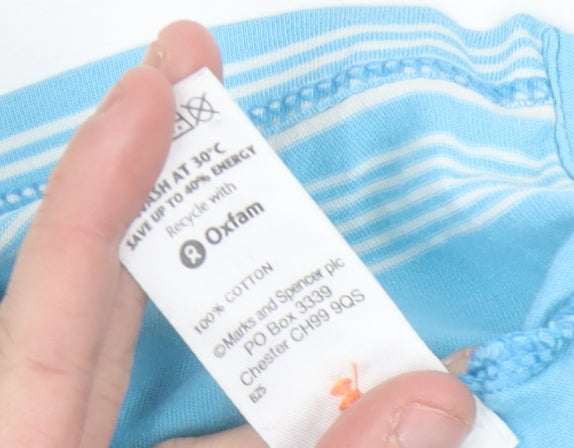 WASH AT 30°C
SAVE UP TO 40% ENERGY
Recycle with
Oxfam
100% COTTON
©Marks and Spencer plc
PO Box 3339
Chester CH99 9QS
825